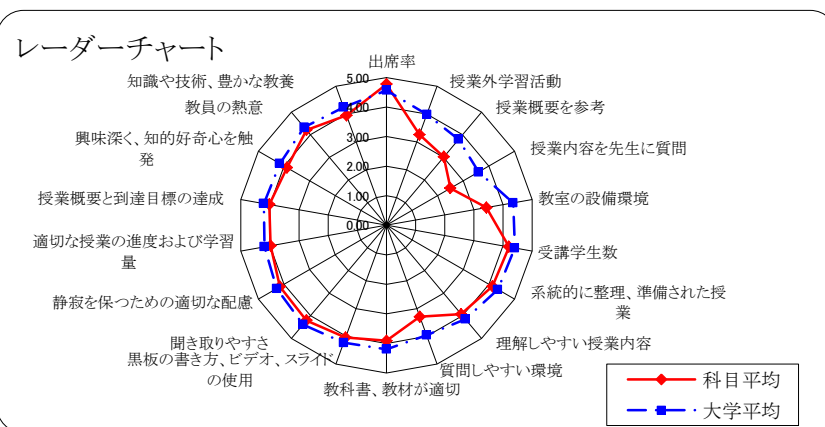 レーダーチャート
出席率
授業外学習活動
授業概要を参考
授業内容を先生に質問
教室の設備環境
受講学生数
系統的に整理、準備された授
業
理解しやすい授業内容
質問しやすい環境
教科書、教材が適切
黒板の書き方、ビデオ、スライド
の使用
聞き取りやすさ
静寂を保つための適切な配慮
適切な授業の進度および学習
量
授業概要と到達目標の達成
興味深く、知的好奇心を触
発
教員の熱意
知識や技術、豊かな教養
5.00
4.00
3.00
2.00
1.00
0.00
科目平均
大学平均